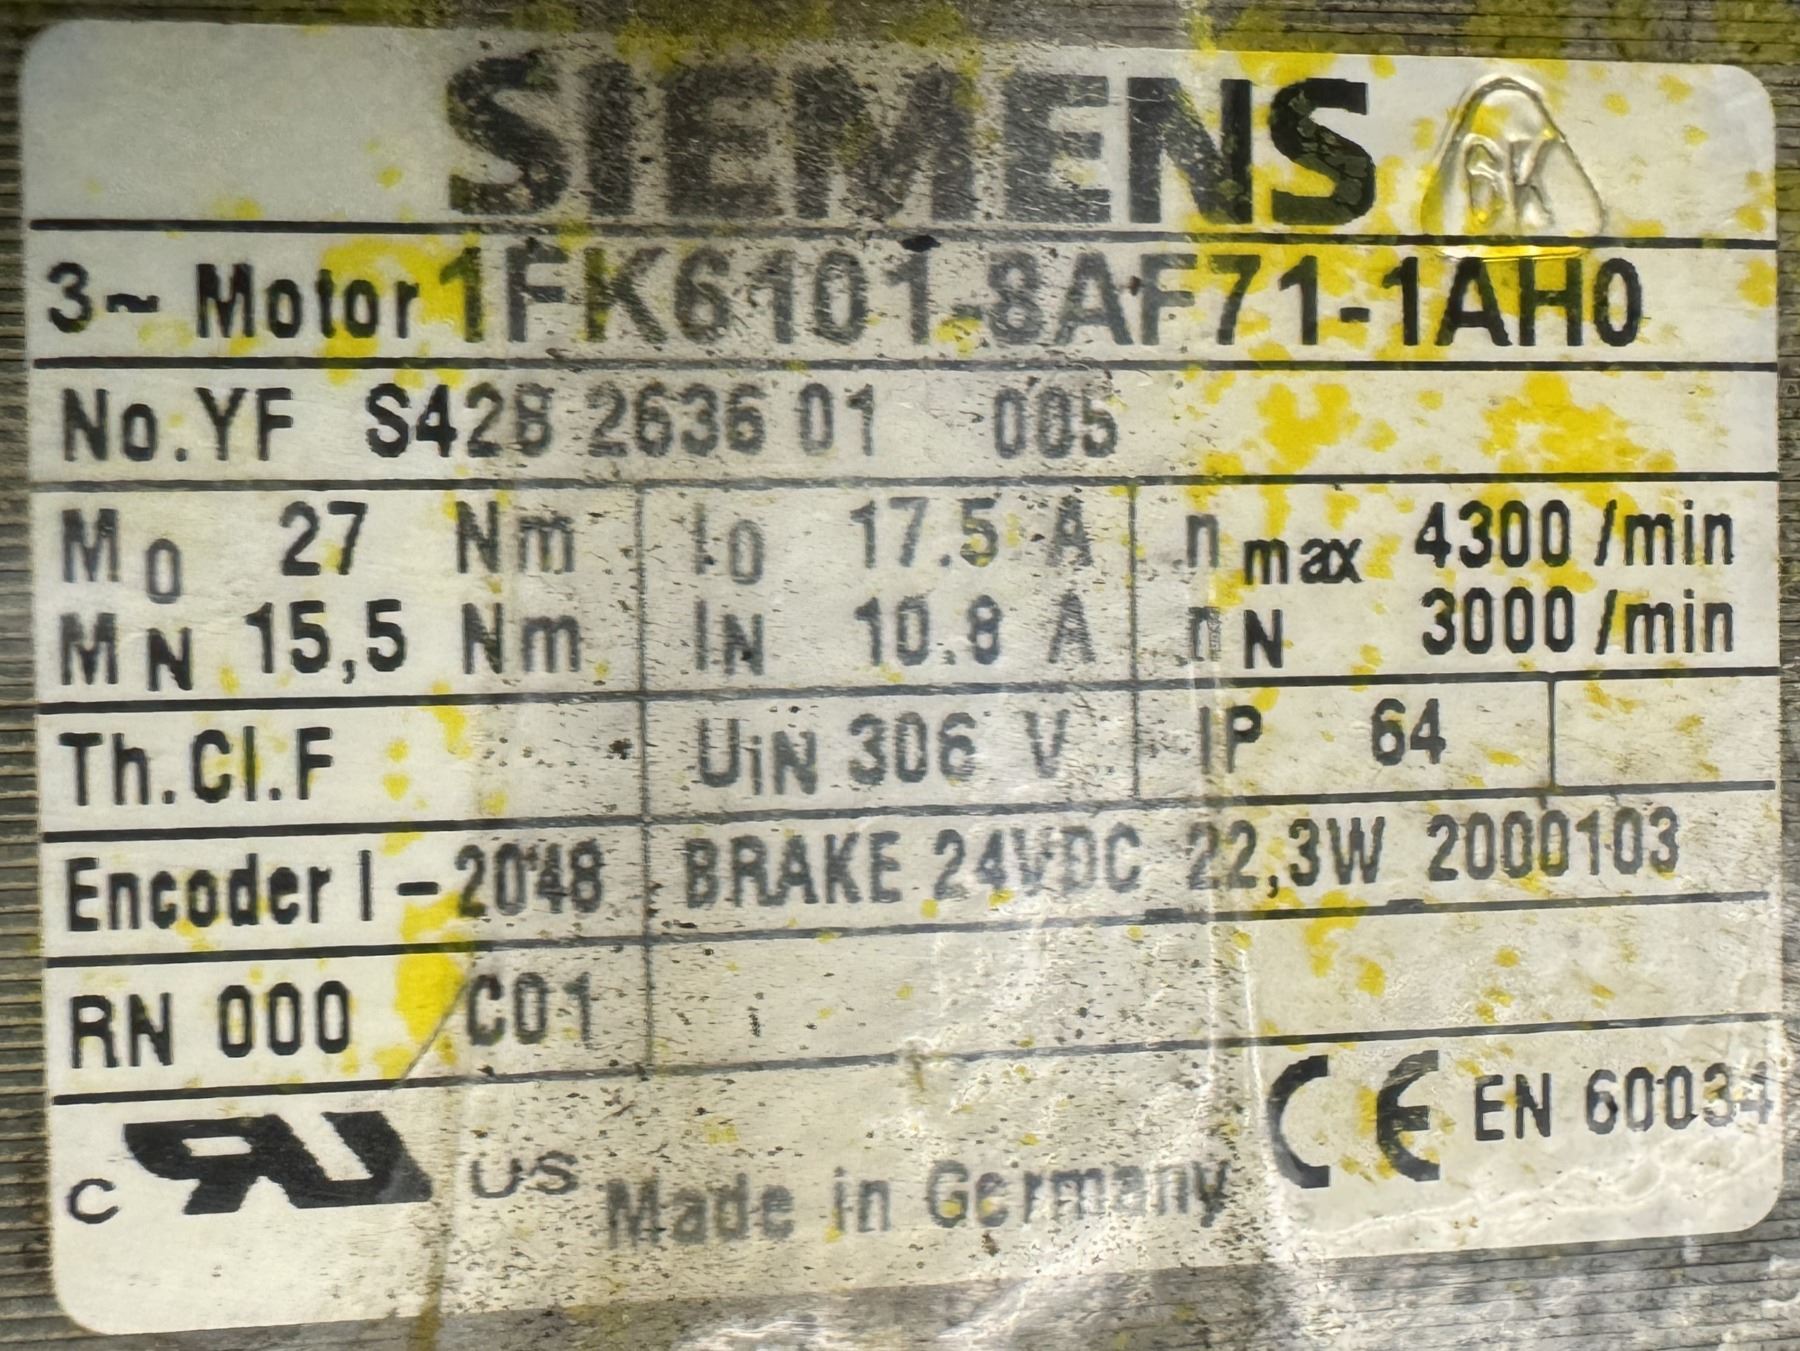 SIEMENS
3~ Motor 1FK6101-8AF71-1AH0
No.YF S428 2636 01 005
M0 27 Nm I0 17.5 A nmax 4300 /min
MN 15,5 Nm IN 10.8 A nN 3000 /min
Th.Cl.F UiN 306 V IP 64
Encoder I-2048 BRAKE 24VDC 22,3W 2000103
RN 000 C01
c RU US Made in Germany CE EN 60034